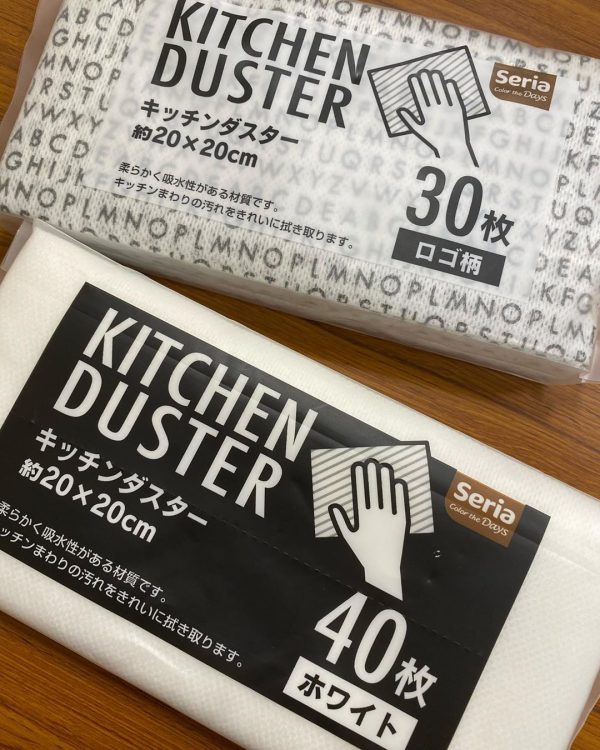 KITCHEN
DUSTER
キッチンダスター
約20×20cm
柔らかく吸水性がある材質です。
キッチンまわりの汚れをきれいに拭き取ります。
Seria
Color the Days
30枚
ロゴ柄
KITCHEN
DUSTER
キッチンダスター
約20×20cm
柔らかく吸水性がある材質です。
キッチンまわりの汚れをきれいに拭き取ります。
Seria
Color the Days
40枚
ホワイト